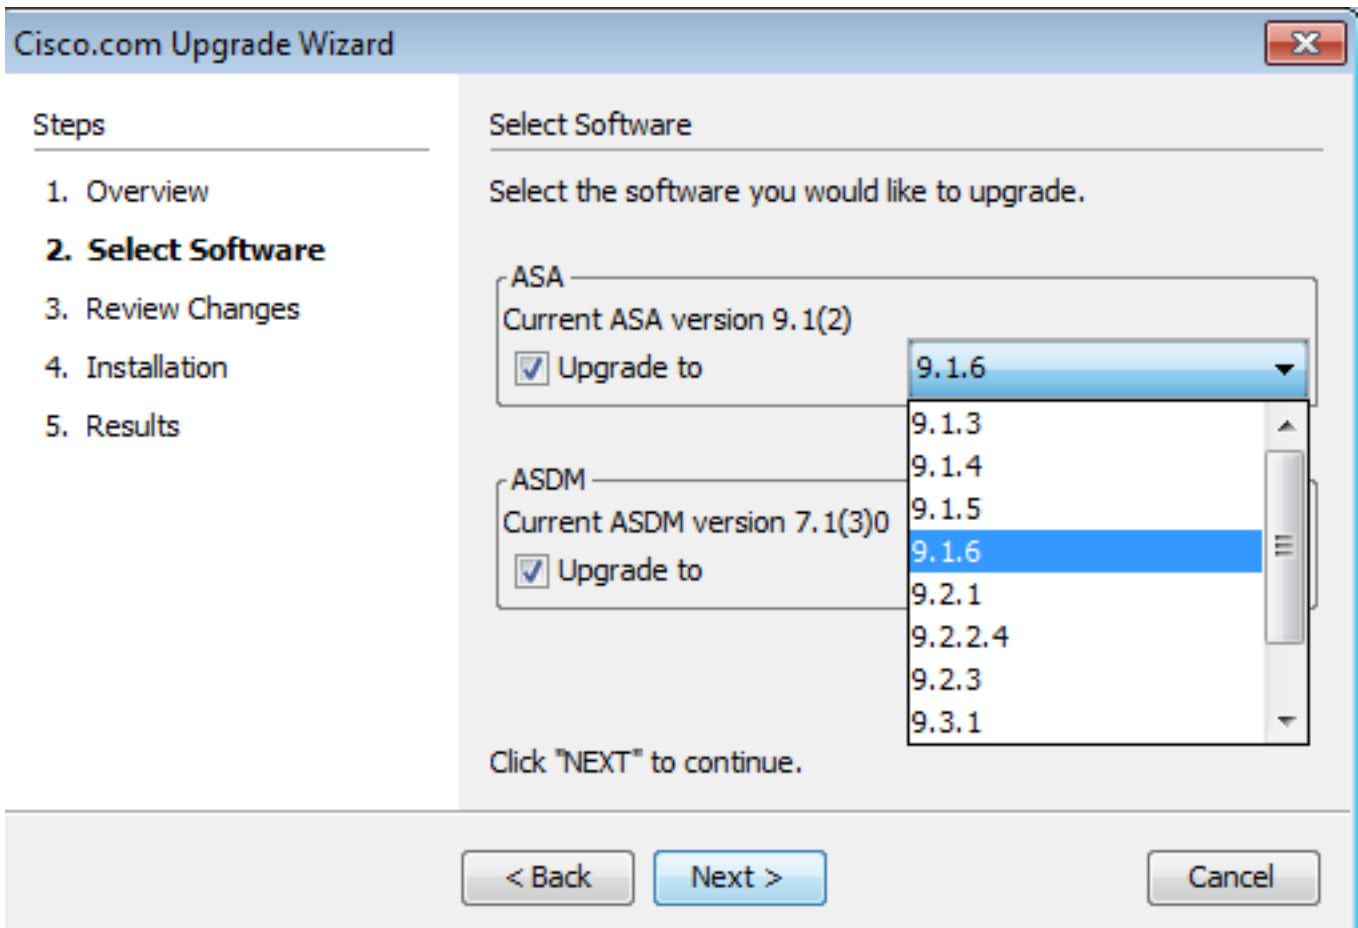 Cisco.com Upgrade Wizard
Steps
1. Overview
2. Select Software
3. Review Changes
4. Installation
5. Results
Select Software
Select the software you would like to upgrade.
ASA
Current ASA version 9.1(2)
Upgrade to
9.1.6
9.1.3
9.1.4
9.1.5
9.1.6
9.2.1
9.2.2.4
9.2.3
9.3.1
ASDM
Current ASDM version 7.1(3)0
Upgrade to
Click "NEXT" to continue.
< Back
Next >
Cancel